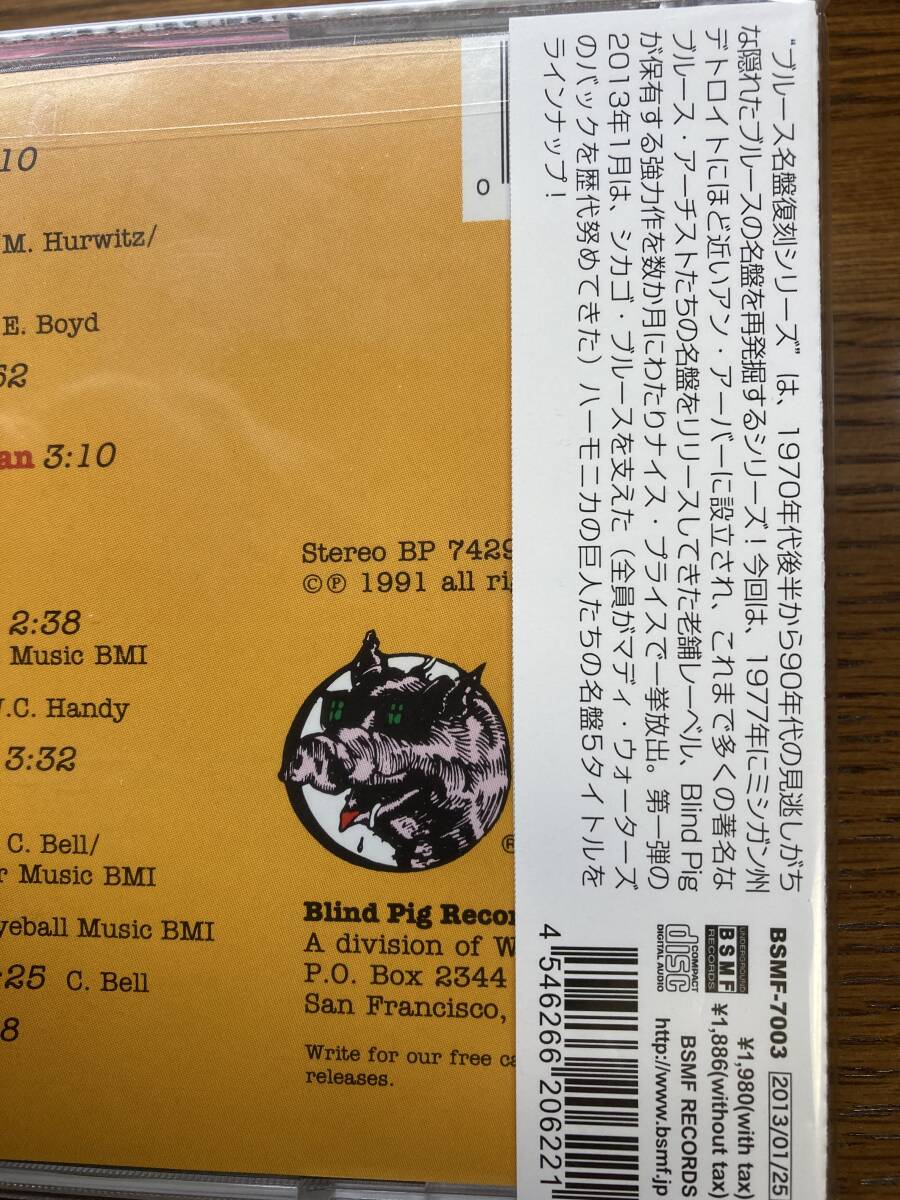 10
M. Hurwitz/
E. Boyd
52
an 3:10
2:38
Music BMI
.C. Handy
3:32
C. Bell/
r Music BMI
yeball Music BMI
:25 C. Bell
8
0
Stereo BP 7429
©℗ 1991 all ri
®
Blind Pig Recor
A division of W
P.O. Box 2344
San Francisco,
Write for our free ca
releases.
"ブルース名盤復刻シリーズ"は、1970年代後半から90年代の見逃しがち
な隠れたブルースの名盤を再発掘するシリーズ！今回は、1977年にミシガン州
デトロイトにほど近いアン・アーバーに設立され、これまで多くの著名な
ブルース・アーチストたちの名盤をリリースしてきた老舗レーベル、Blind Pig
が保有する強力作を数か月にわたりナイス・プライスで一挙放出。第一弾の
2013年1月は、シカゴ・ブルースを支えた（全員がマディ・ウォーターズ
のバックを歴代努めてきた）ハーモニカの巨人たちの名盤5タイトルを
ラインナップ！
BSMF-7003 2013/01/25
¥1,980(with tax)
¥1,886(without tax)
UNDERGROUND
BSMF
RECORDS
COMPACT
disc
DIGITAL AUDIO
BSMF RECORDS
http://www.bsmf.jp
4 546266 206221